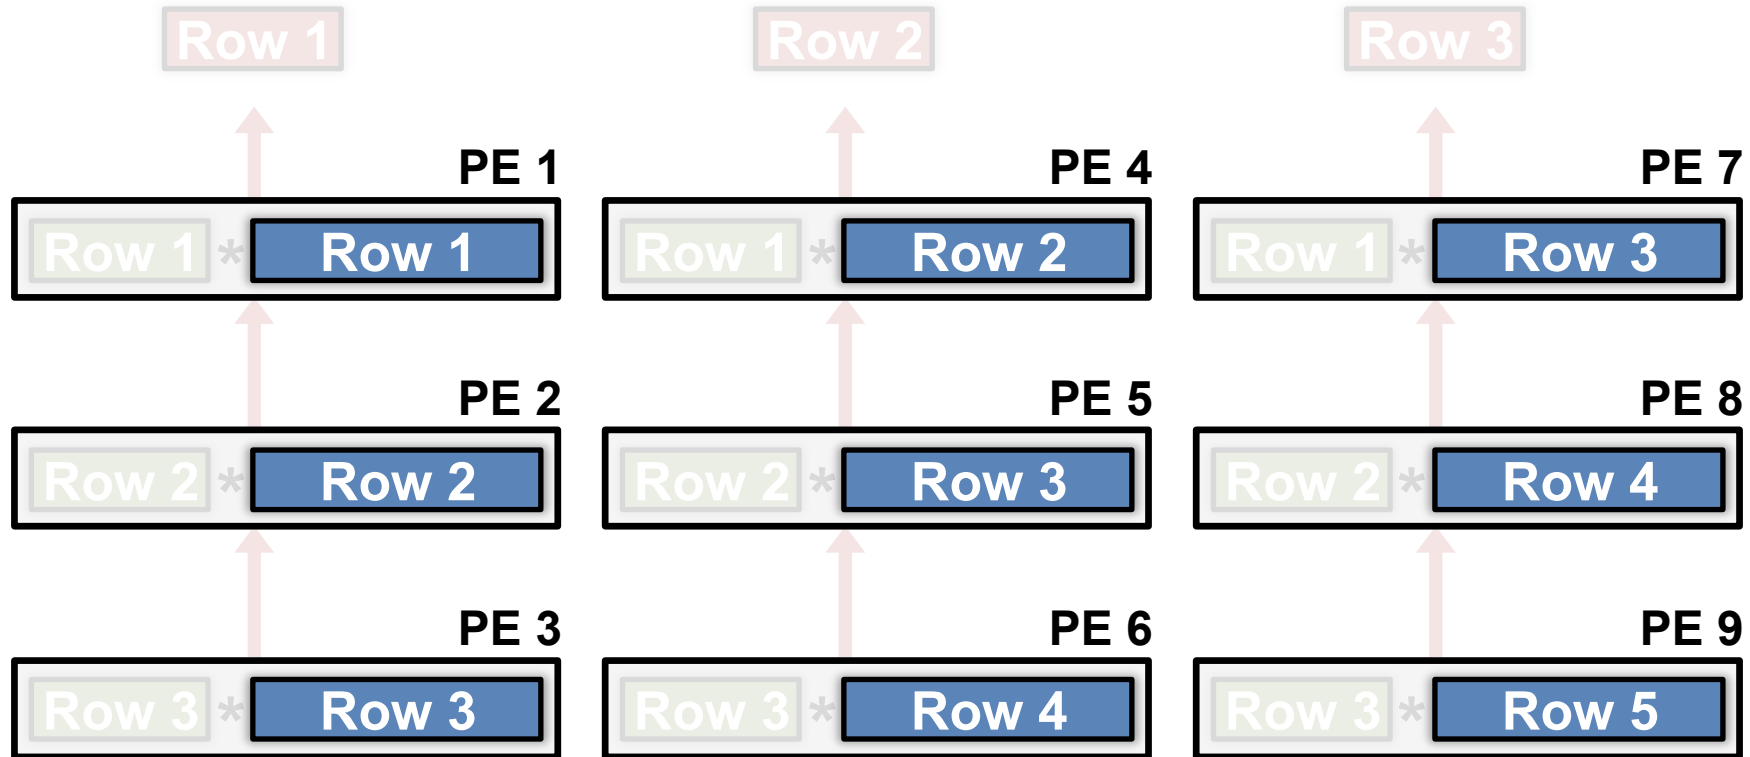 Row 1 Row 2 Row 3
PE 1 PE 4 PE 7
Row 1 * Row 1 Row 1 * Row 2 Row 1 * Row 3
PE 2 PE 5 PE 8
Row 2 * Row 2 Row 2 * Row 3 Row 2 * Row 4
PE 3 PE 6 PE 9
Row 3 * Row 3 Row 3 * Row 4 Row 3 * Row 5